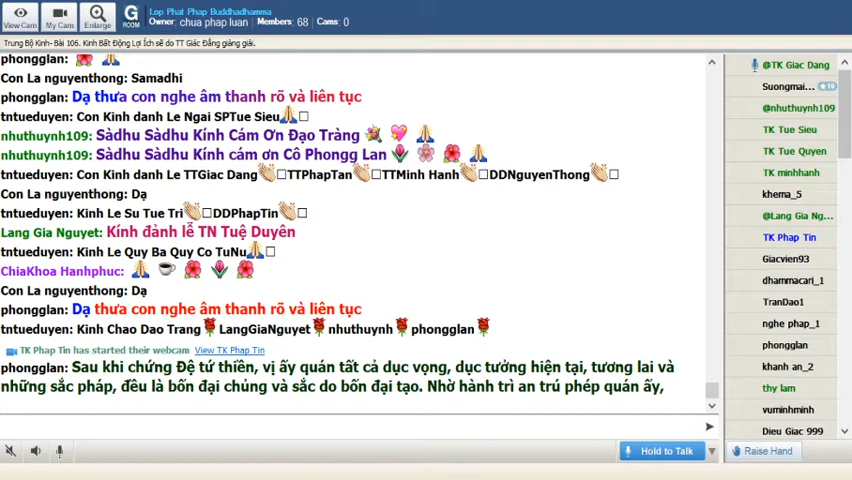 View Cam
My Cam
Enlarge
G
ROOM
Lop Phat Phap Buddhadhamma
Owner: chua phap luan Members: 68 Cams: 0
Trung Bộ Kinh- Bài 106. Kinh Bất Động Lợi Ích sẽ do TT Giác Đẳng giảng giải.
phongglan:
Con La nguyenthong: Samadhi
phongglan: Dạ thưa con nghe âm thanh rõ và liên tục
tntueduyen: Con Kinh danh Le Ngai SPTue Sieu
nhuthuynh109: Sàdhu Sàdhu Kính Cám Ơn Đạo Tràng
nhuthuynh109: Sàdhu Sàdhu Kính cám ơn Cô Phongg Lan
tntueduyen: Con Kinh danh Le TTGiac Dang TTPhapTan TTMinh Hanh DDNguyenThong
Con La nguyenthong: Dạ
tntueduyen: Kinh Le Su Tue Tri DDPhapTin
Lang Gia Nguyet: Kính đảnh lễ TN Tuệ Duyên
tntueduyen: Kinh Le Quy Ba Quy Co TuNu
ChiaKhoa Hanhphuc:
Con La nguyenthong: Dạ
phongglan: Dạ thưa con nghe âm thanh rõ và liên tục
tntueduyen: Kinh Chao Dao Trang LangGiaNguyet nhuthuynh phongglan
TK Phap Tin has started their webcam View TK Phap Tin
phongglan: Sau khi chứng Đệ tứ thiền, vị ấy quán tất cả dục vọng, dục tưởng hiện tại, tương lai và
những sắc pháp, đều là bốn đại chủng và sắc do bốn đại tạo. Nhờ hành trì an trú phép quán ấy,
Hold to Talk
@TK Giac Dang
Suongmai... 10
@nhuthuynh109
TK Tue Sieu
TK Tue Quyen
TK minhhanh
khema_5
@Lang Gia Ng...
TK Phap Tin
Giacvien93
dhammacari_1
TranDao1
nghe phap_1
phongglan
khanh an_2
thy lam
vuminhminh
Dieu Giac 999
Raise Hand